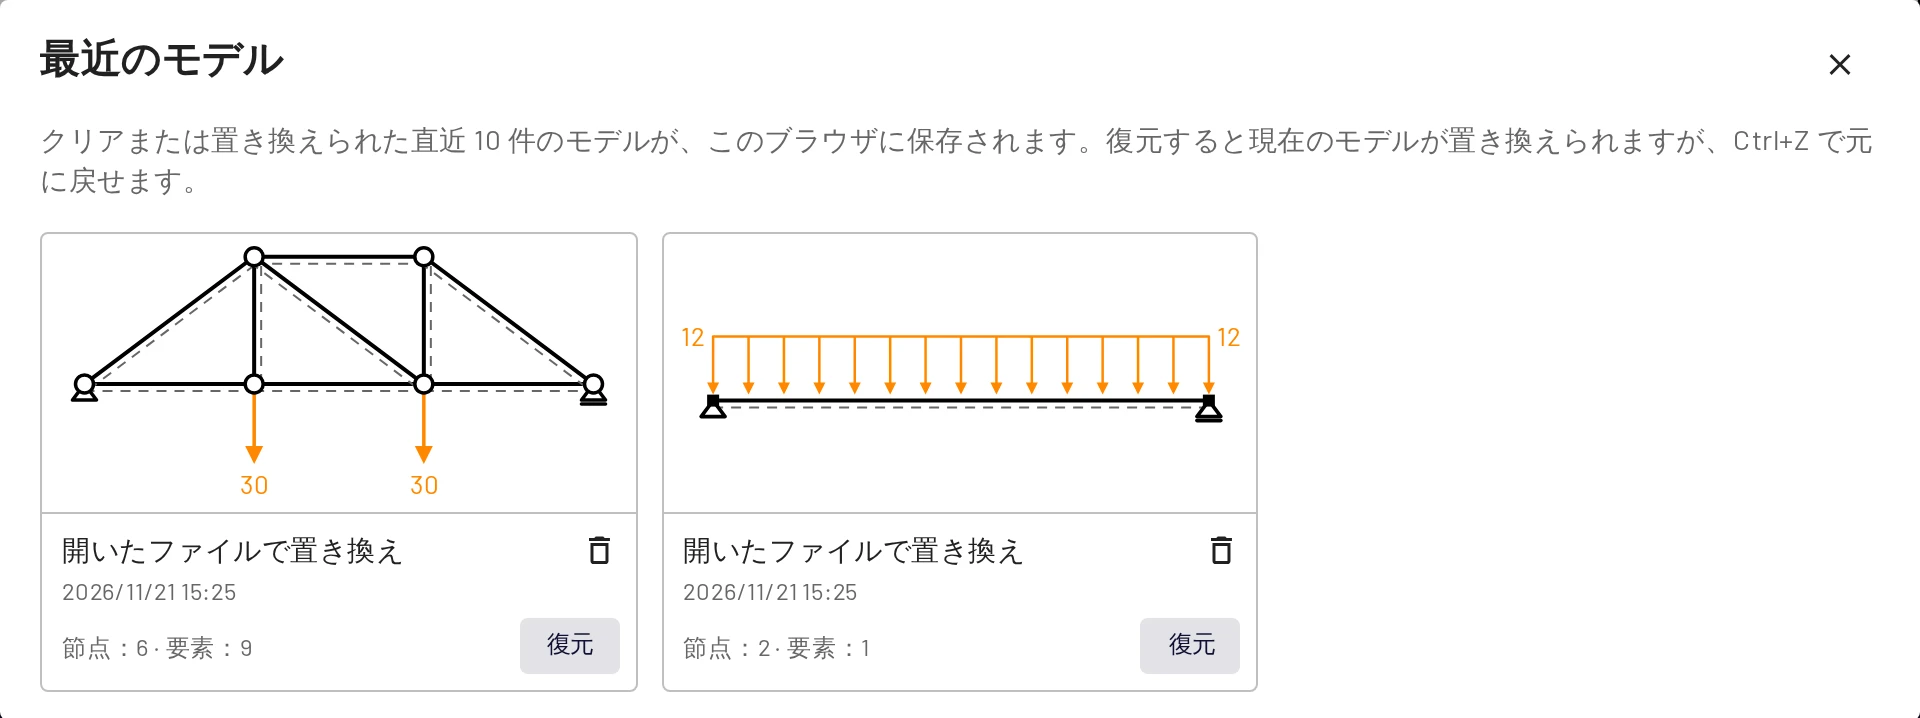 最近のモデル
クリアまたは置き換えられた直近 10 件のモデルが、このブラウザに保存されます。復元すると現在のモデルが置き換えられますが、Ctrl+Z で元
に戻せます。
30 30
12 12
開いたファイルで置き換え
2026/11/21 15:25
節点：6 · 要素：9
復元
開いたファイルで置き換え
2026/11/21 15:25
節点：2 · 要素：1
復元